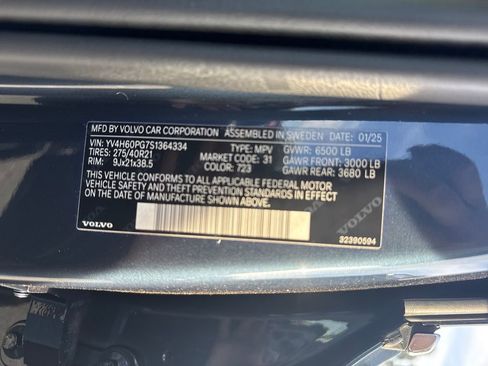 MFD BY VOLVO CAR CORPORATION ASSEMBLED IN SWEDEN DATE: 01/25
VIN: YV4H60PG7S1364334 TYPE: MPV GVWR: 6500 LB
TIRES: 275/40R21 MARKET CODE: 31 GAWR FRONT: 3000 LB
RIM: 9Jx21x38.5 COLOR: 723 GAWR REAR: 3680 LB
THIS VEHICLE CONFORMS TO ALL APPLICABLE FEDERAL MOTOR
VEHICLE SAFETY AND THEFT PREVENTION STANDARDS IN EFFECT
ON THE DATE OF MANUFACTURE SHOWN ABOVE.
VOLVO 32390594